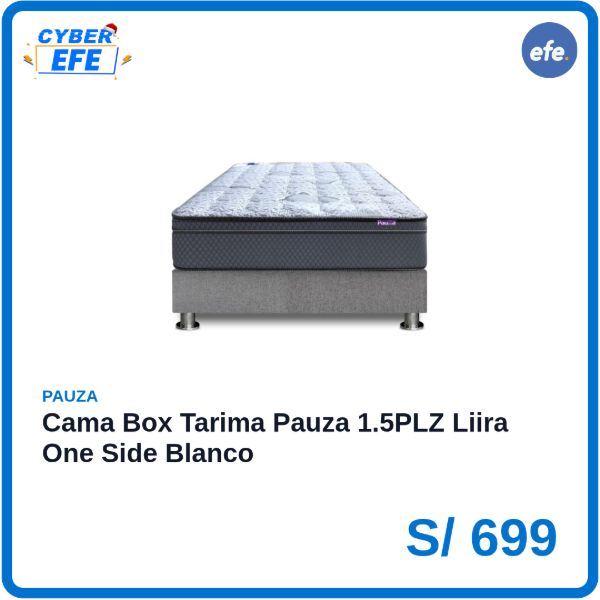 CYBER
EFE
efe.
Pauza
PAUZA
Cama Box Tarima Pauza 1.5PLZ Liira
One Side Blanco
S/ 699